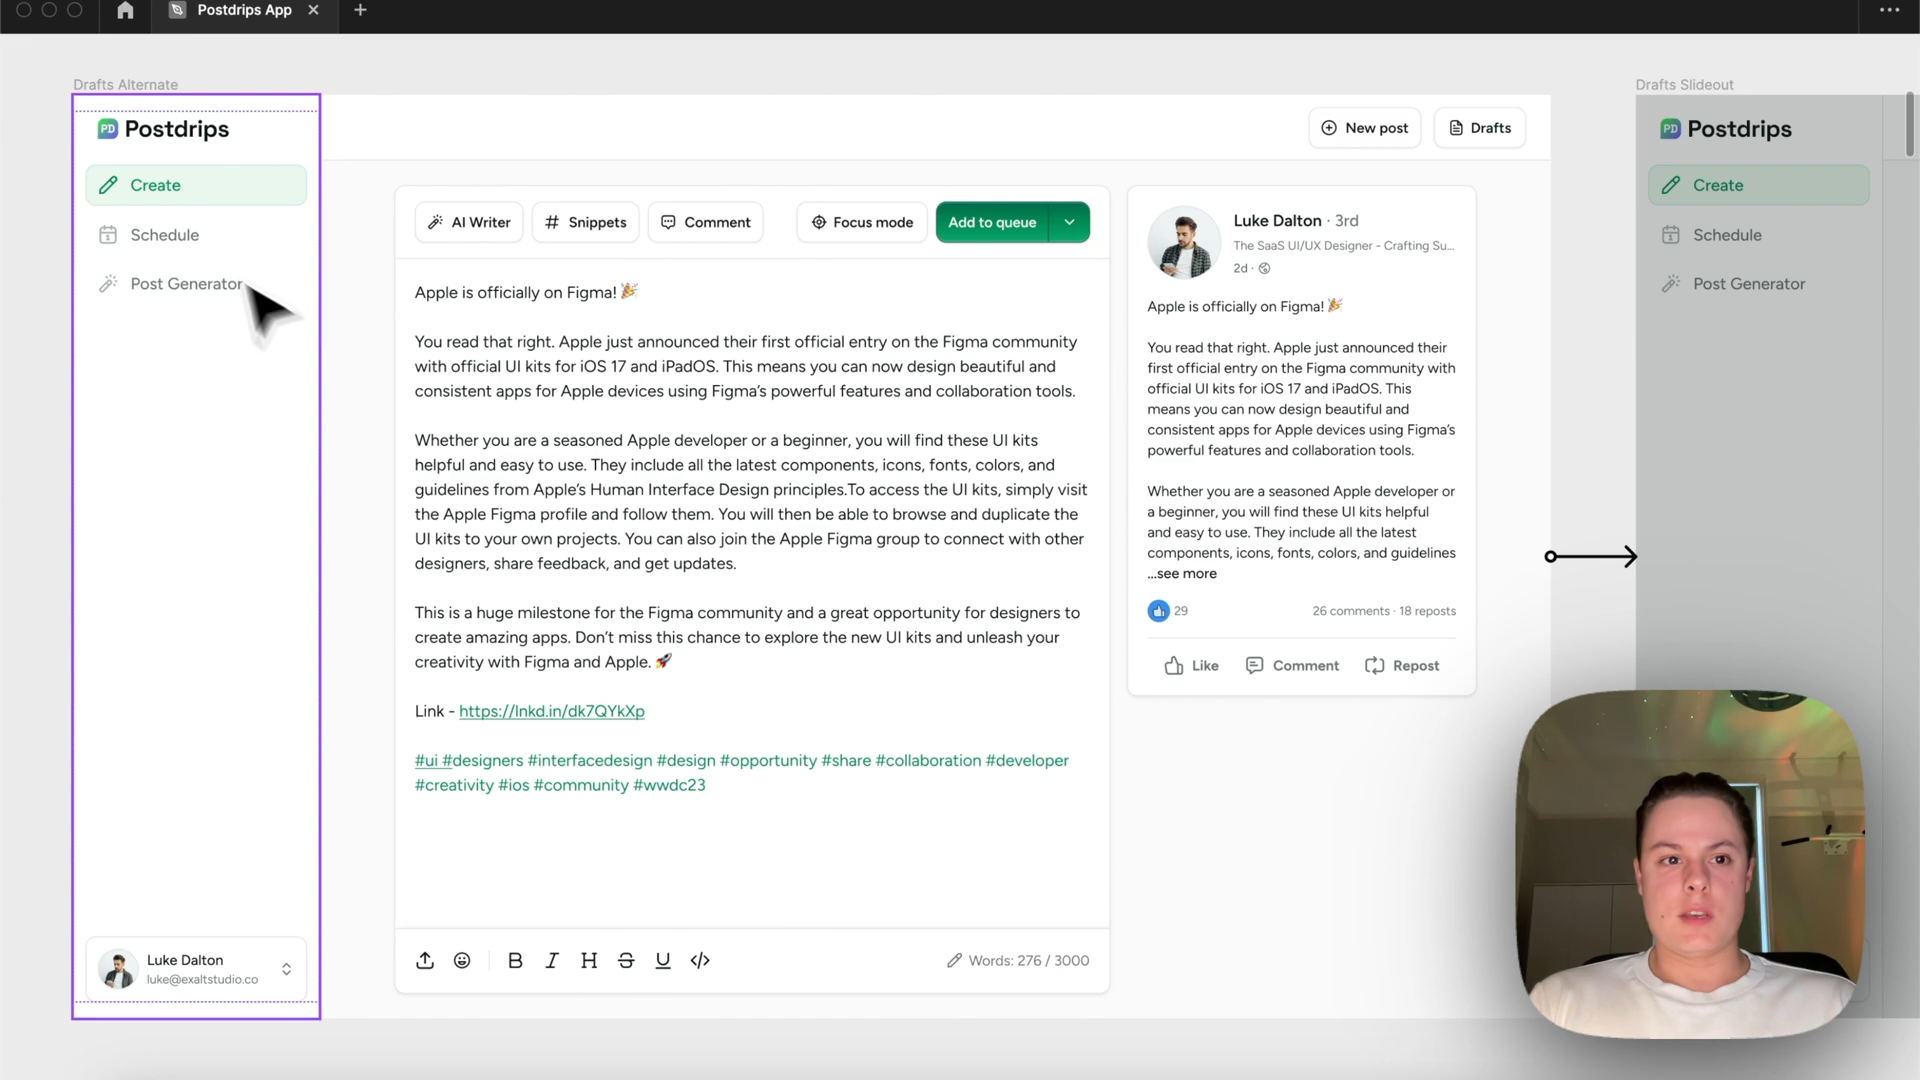 Postdrips App
Drafts Alternate
Drafts Slideout
PD Postdrips
Create
Schedule
Post Generator
Luke Dalton
luke@exaltstudio.co
New post
Drafts
AI Writer
Snippets
Comment
Focus mode
Add to queue
Apple is officially on Figma! 🎉
You read that right. Apple just announced their first official entry on the Figma community
with official UI kits for iOS 17 and iPadOS. This means you can now design beautiful and
consistent apps for Apple devices using Figma’s powerful features and collaboration tools.
Whether you are a seasoned Apple developer or a beginner, you will find these UI kits
helpful and easy to use. They include all the latest components, icons, fonts, colors, and
guidelines from Apple’s Human Interface Design principles.To access the UI kits, simply visit
the Apple Figma profile and follow them. You will then be able to browse and duplicate the
UI kits to your own projects. You can also join the Apple Figma group to connect with other
designers, share feedback, and get updates.
This is a huge milestone for the Figma community and a great opportunity for designers to
create amazing apps. Don’t miss this chance to explore the new UI kits and unleash your
creativity with Figma and Apple. 🚀
Link - https://lnkd.in/dk7QYkXp
#ui #designers #interfacedesign #design #opportunity #share #collaboration #developer
#creativity #ios #community #wwdc23
B I H S U </>
Words: 276 / 3000
Luke Dalton · 3rd
The SaaS UI/UX Designer - Crafting Su...
2d ·
Apple is officially on Figma! 🎉
You read that right. Apple just announced their
first official entry on the Figma community with
official UI kits for iOS 17 and iPadOS. This
means you can now design beautiful and
consistent apps for Apple devices using Figma’s
powerful features and collaboration tools.
Whether you are a seasoned Apple developer or
a beginner, you will find these UI kits helpful
and easy to use. They include all the latest
components, icons, fonts, colors, and guidelines
...see more
29
26 comments · 18 reposts
Like
Comment
Repost
PD Postdrips
Create
Schedule
Post Generator